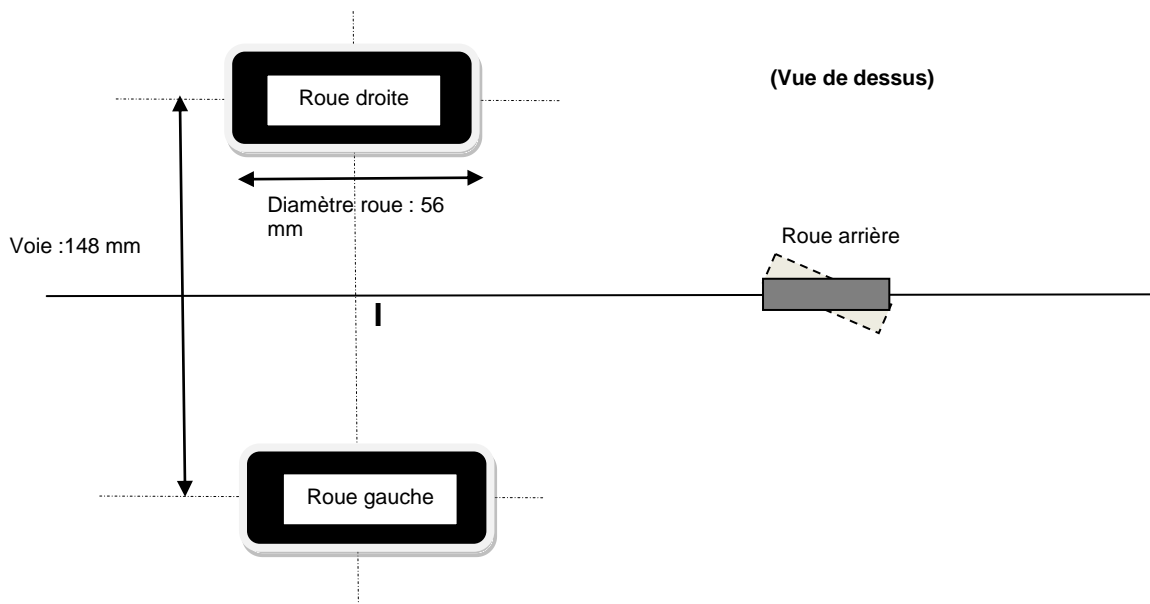 (Vue de dessus)
Roue droite
Diamètre roue : 56
mm
Voie :148 mm
Roue arrière
I
Roue gauche